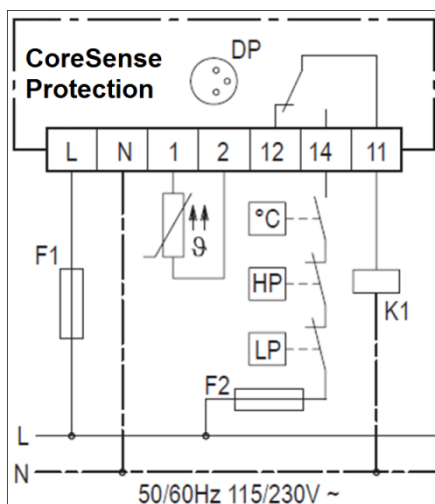 CoreSense
Protection
DP
L N 1 2 12 14 11
ϑ
°C
F1
HP
K1
LP
F2
L
N
50/60Hz 115/230V ~